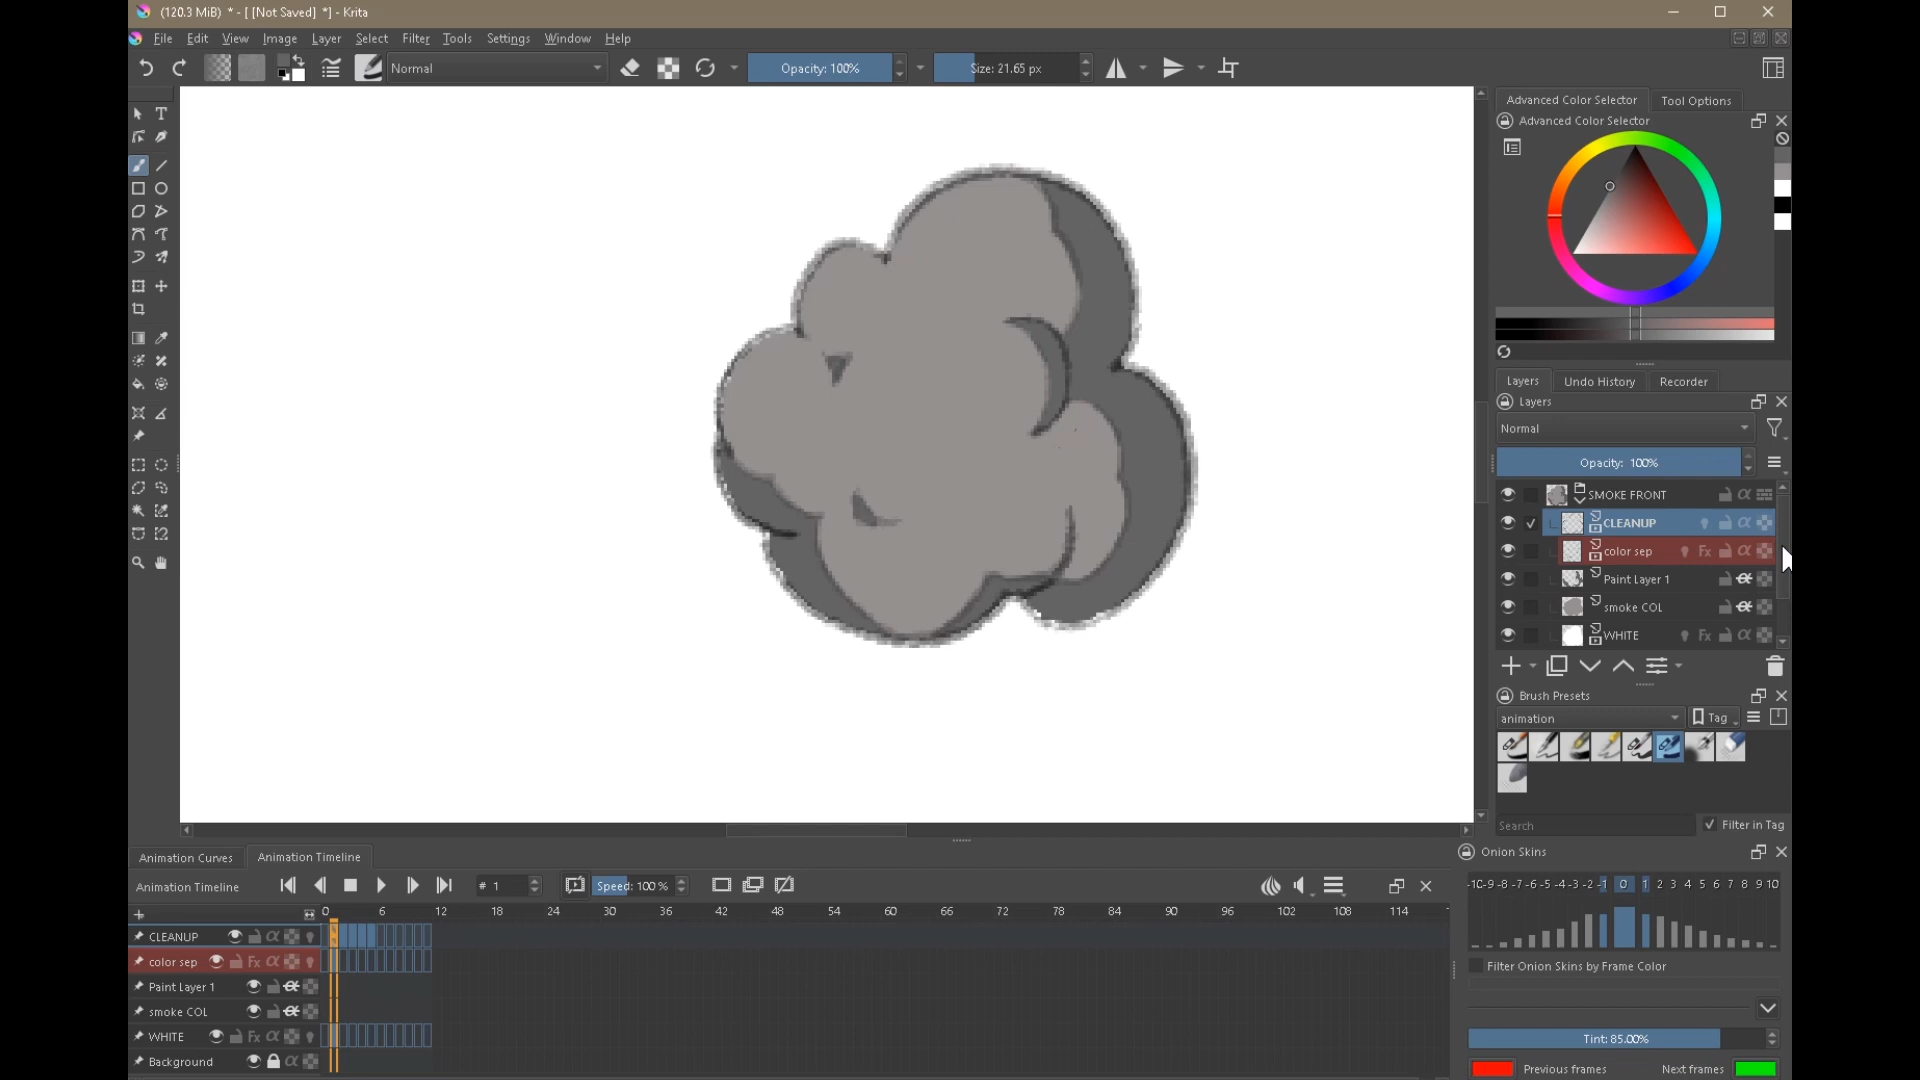 (120.3 MiB) * - [ [Not Saved] *] - Krita
File Edit View Image Layer Select Filter Tools Settings Window Help
Normal
Opacity: 100%
Size: 21.65 px
Advanced Color Selector Tool Options
Advanced Color Selector
Layers Undo History Recorder
Layers
Normal
Opacity: 100%
SMOKE FRONT
CLEANUP
color sep Fx
Paint Layer 1
smoke COL
WHITE Fx
Brush Presets
animation Tag
Search Filter in Tag
Animation Curves Animation Timeline
Animation Timeline # 1 Speed: 100 %
0 6 12 18 24 30 36 42 48 54 60 66 72 78 84 90 96 102 108 114
CLEANUP
color sep Fx
Paint Layer 1
smoke COL
WHITE Fx
Background
Onion Skins
-10 -9 -8 -7 -6 -5 -4 -3 -2 -1 0 1 2 3 4 5 6 7 8 9 10
Filter Onion Skins by Frame Color
Tint: 85.00%
Previous frames Next frames